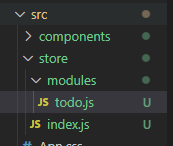 src
components
store
modules
JS todo.js U
JS index.js U
App.css